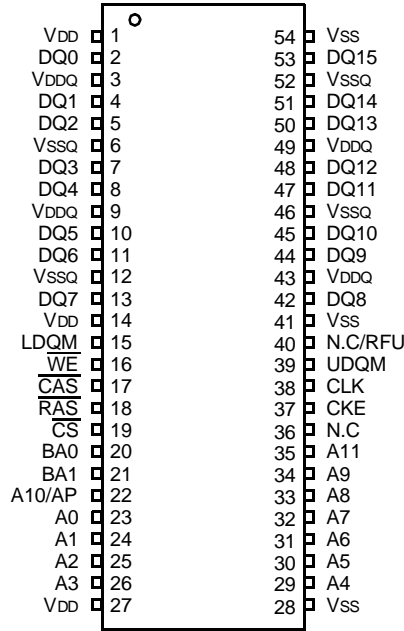 VDD 1 54 VSS
DQ0 2 53 DQ15
VDDQ 3 52 VSSQ
DQ1 4 51 DQ14
DQ2 5 50 DQ13
VSSQ 6 49 VDDQ
DQ3 7 48 DQ12
DQ4 8 47 DQ11
VDDQ 9 46 VSSQ
DQ5 10 45 DQ10
DQ6 11 44 DQ9
VSSQ 12 43 VDDQ
DQ7 13 42 DQ8
VDD 14 41 VSS
LDQM 15 40 N.C/RFU
WE 16 39 UDQM
CAS 17 38 CLK
RAS 18 37 CKE
CS 19 36 N.C
BA0 20 35 A11
BA1 21 34 A9
A10/AP 22 33 A8
A0 23 32 A7
A1 24 31 A6
A2 25 30 A5
A3 26 29 A4
VDD 27 28 VSS